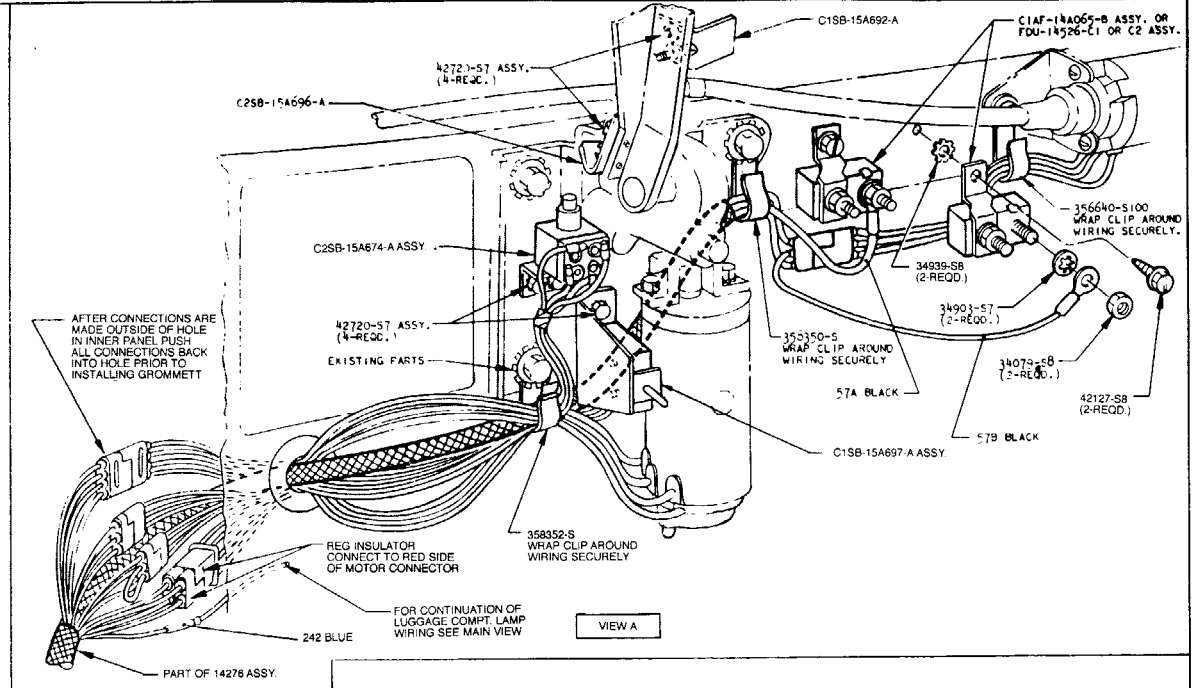 C1SB-15A692-A
C1AF-14A065-B ASSY. OR
FDU-14526-C1 OR C2 ASSY.
ASSY.
(4-REQD.)
C2SB-15A696-A
C2SB-15A674-A ASSY.
356640-S100
WRAP CLIP AROUND
WIRING SECURELY.
34939-S8
(2-REQD.)
34903-S7
(2-REQD.)
AFTER CONNECTIONS ARE
MADE OUTSIDE OF HOLE
IN INNER PANEL PUSH
ALL CONNECTIONS BACK
INTO HOLE PRIOR TO
INSTALLING GROMMETT
42720-S7 ASSY.
(4-REQD.)
EXISTING PARTS
WRAP CLIP AROUND
WIRING SECURELY
34079-S8
(2-REQD.)
57A BLACK
42127-S8
(2-REQD.)
57B BLACK
C1SB-15A697-A ASSY.
358352-S
WRAP CLIP AROUND
WIRING SECURELY
REG INSULATOR
CONNECT TO RED SIDE
OF MOTOR CONNECTOR
FOR CONTINUATION OF
LUGGAGE COMPT. LAMP
WIRING SEE MAIN VIEW
VIEW A
242 BLUE
PART OF 14276 ASSY.